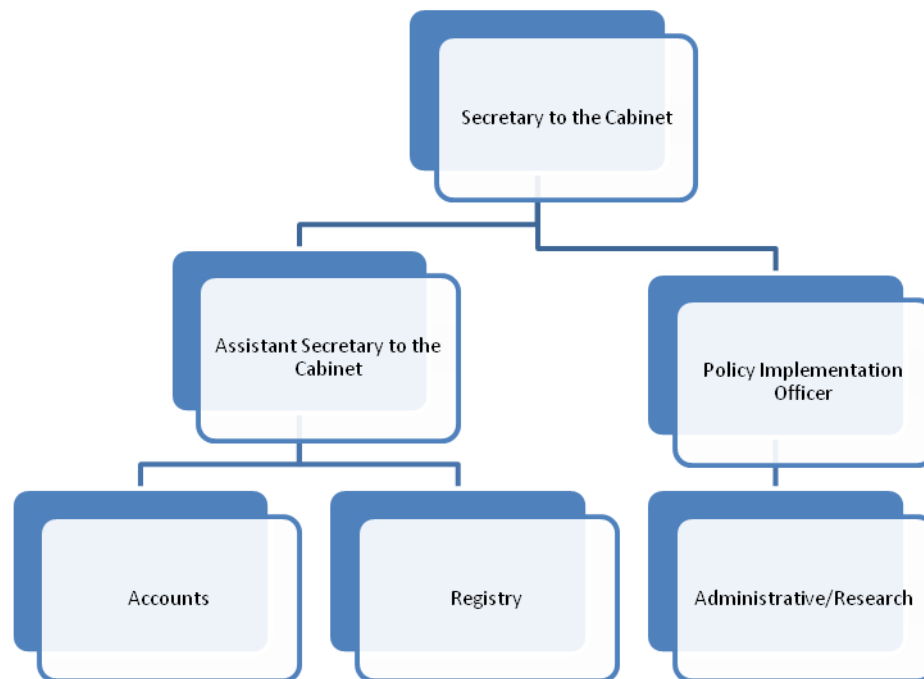 Secretary to the Cabinet
Assistant Secretary to the
Cabinet
Policy Implementation
Officer
Accounts
Registry
Administrative/Research